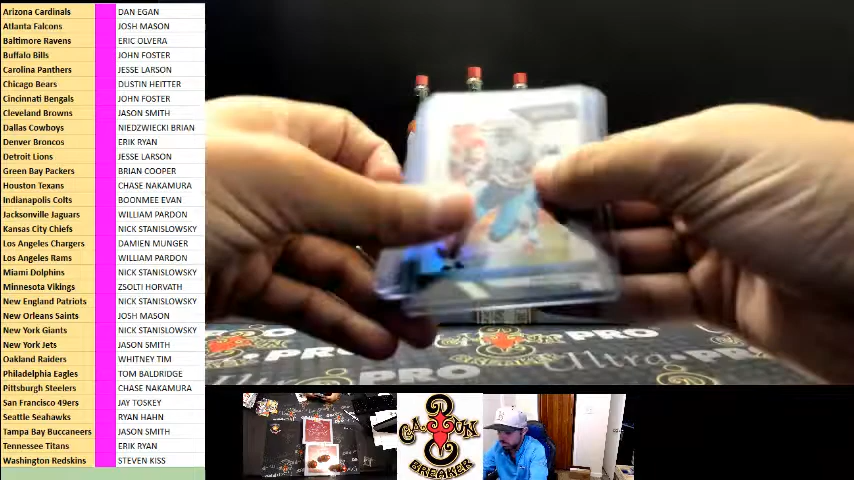 Arizona Cardinals DAN EGAN
Atlanta Falcons JOSH MASON
Baltimore Ravens ERIC OLVERA
Buffalo Bills JOHN FOSTER
Carolina Panthers JESSE LARSON
Chicago Bears DUSTIN HEITTER
Cincinnati Bengals JOHN FOSTER
Cleveland Browns JASON SMITH
Dallas Cowboys NIEDZWECKI BRIAN
Denver Broncos ERIK RYAN
Detroit Lions JESSE LARSON
Green Bay Packers BRIAN COOPER
Houston Texans CHASE NAKAMURA
Indianapolis Colts BOONMEE EVAN
Jacksonville Jaguars WILLIAM PARDON
Kansas City Chiefs NICK STANISLOWSKY
Los Angeles Chargers DAMIEN MUNGER
Los Angeles Rams WILLIAM PARDON
Miami Dolphins NICK STANISLOWSKY
Minnesota Vikings ZSOLTI HORVATH
New England Patriots NICK STANISLOWSKY
New Orleans Saints JOSH MASON
New York Giants NICK STANISLOWSKY
New York Jets JASON SMITH
Oakland Raiders WHITNEY TIM
Philadelphia Eagles TOM BALDRIDGE
Pittsburgh Steelers CHASE NAKAMURA
San Francisco 49ers JAY TOSKEY
Seattle Seahawks RYAN HAHN
Tampa Bay Buccaneers JASON SMITH
Tennessee Titans ERIK RYAN
Washington Redskins STEVEN KISS
PRO
Ultra PRO
PRO
CAJUN
BREAKER